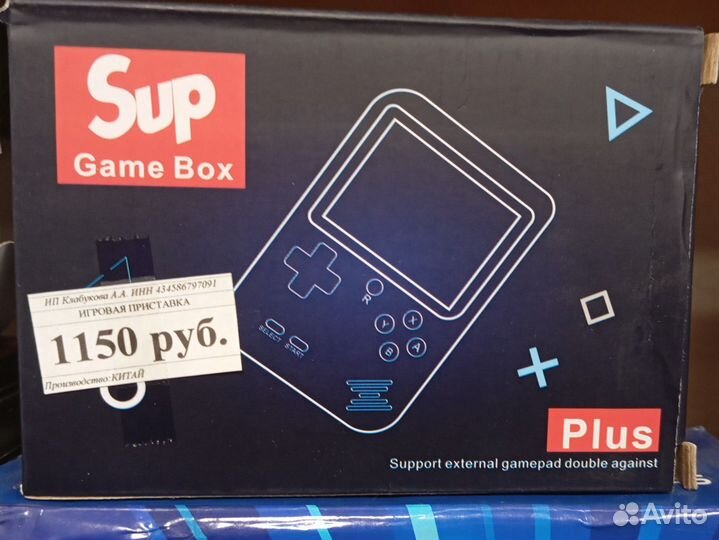 Sup
Game Box
ИП Клабукова А.А. ИНН 434586797091
ИГРОВАЯ ПРИСТАВКА
1150 руб.
Производство: КИТАЙ
R
Y X
B A
SELECT START
Plus
Support external gamepad double against
Avito